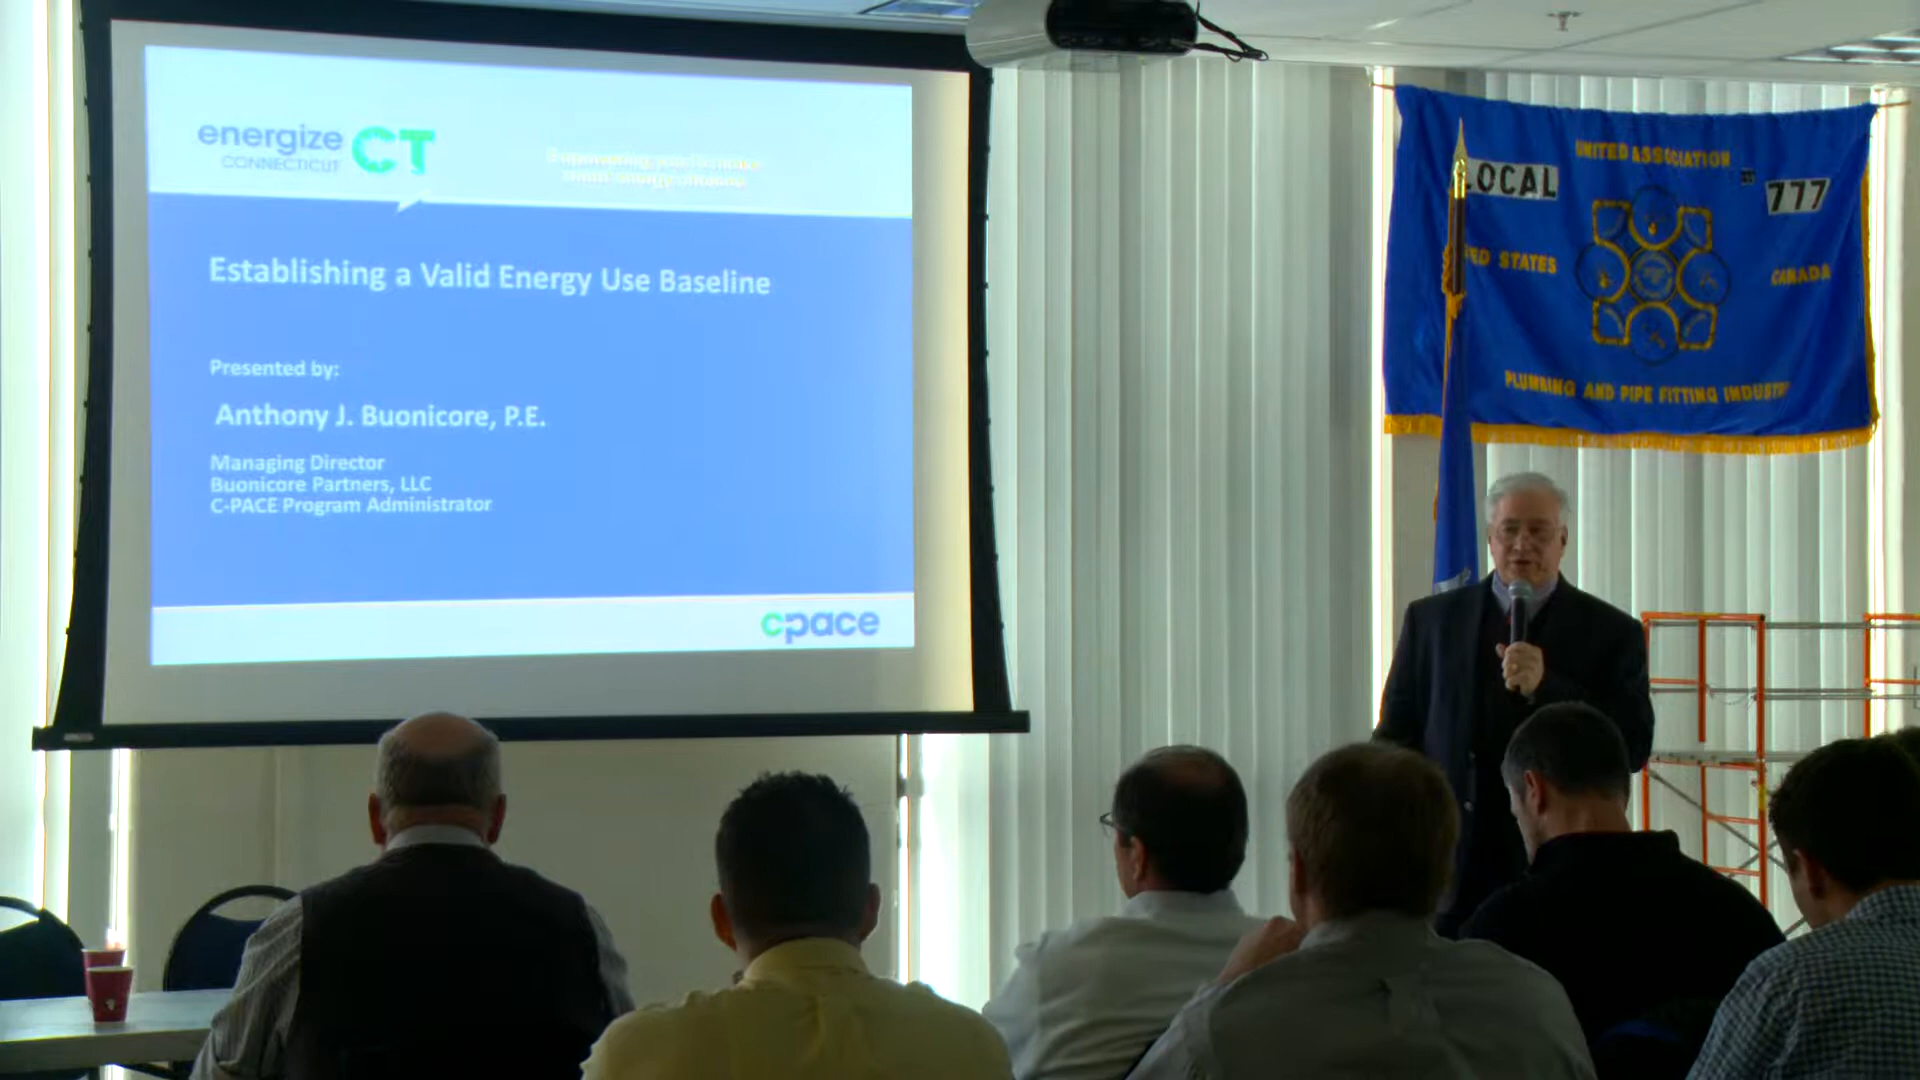 energize CT
CONNECTICUT
Establishing a Valid Energy Use Baseline
Presented by:
Anthony J. Buonicore, P.E.
Managing Director
Buonicore Partners, LLC
C-PACE Program Administrator
cpace
UNITED ASSOCIATION
LOCAL 777
STATES CANADA
PLUMBING AND PIPE FITTING INDUSTRY